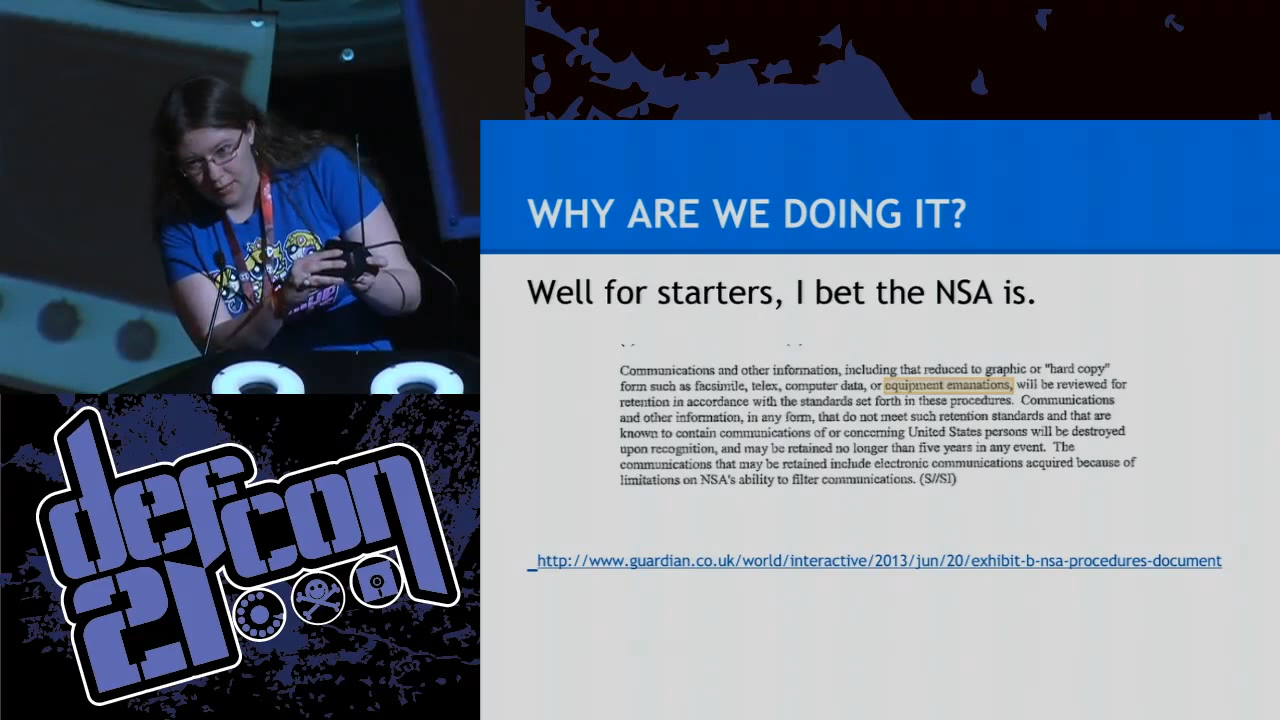 WHY ARE WE DOING IT?
Well for starters, I bet the NSA is.
Communications and other information, including that reduced to graphic or "hard copy"
form such as facsimile, telex, computer data, or equipment emanations, will be reviewed for
retention in accordance with the standards set forth in these procedures. Communications
and other information, in any form, that do not meet such retention standards and that are
known to contain communications of or concerning United States persons will be destroyed
upon recognition, and may be retained no longer than five years in any event. The
communications that may be retained include electronic communications acquired because of
limitations on NSA's ability to filter communications. (S//SI)
_http://www.guardian.co.uk/world/interactive/2013/jun/20/exhibit-b-nsa-procedures-document
defcon
21